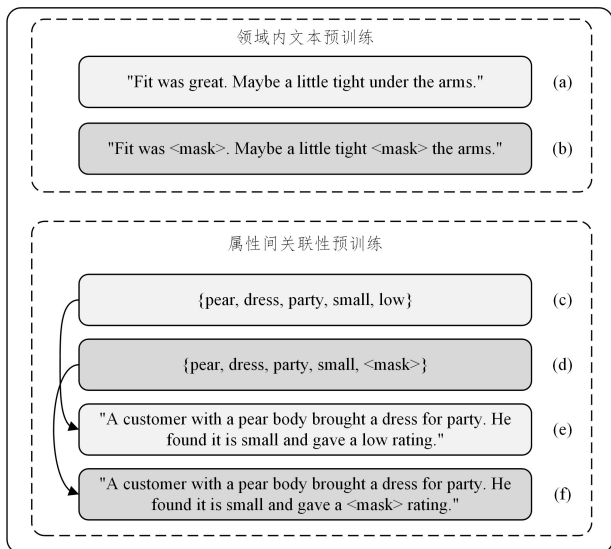 领域内文本预训练
"Fit was great. Maybe a little tight under the arms."
(a)
"Fit was <mask>. Maybe a little tight <mask> the arms."
(b)
属性间关联性预训练
{pear, dress, party, small, low}
(c)
{pear, dress, party, small, <mask>}
(d)
"A customer with a pear body brought a dress for party. He
found it is small and gave a low rating."
(e)
"A customer with a pear body brought a dress for party. He
found it is small and gave a <mask> rating."
(f)